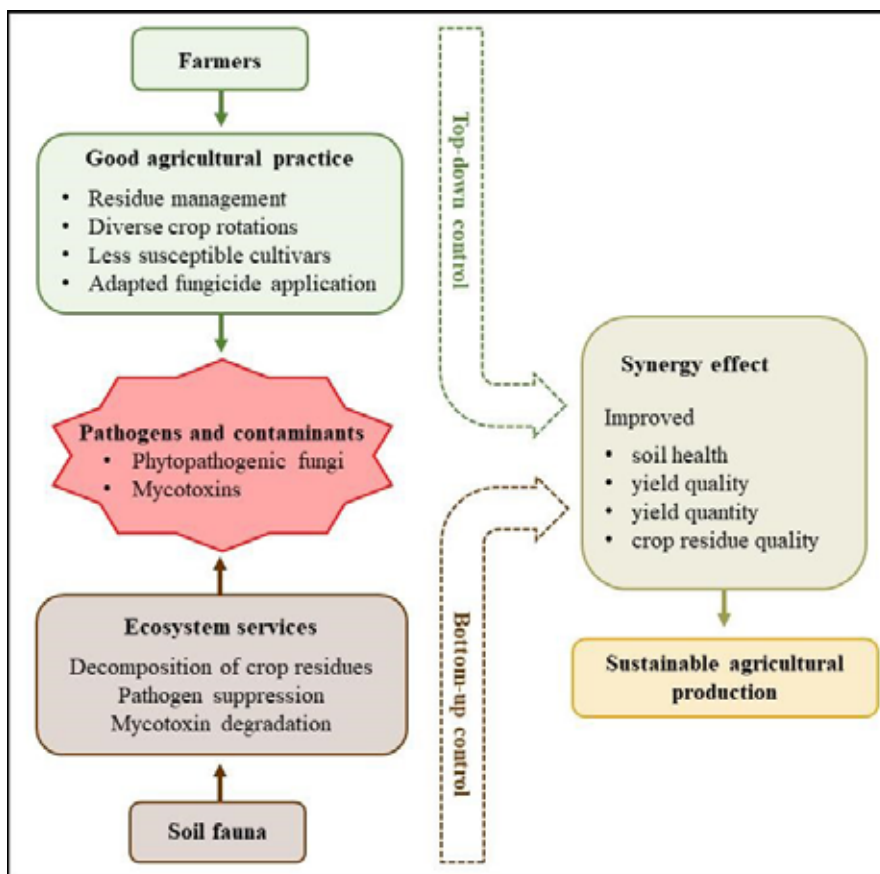 Farmers
Good agricultural practice
• Residue management
• Diverse crop rotations
• Less susceptible cultivars
• Adapted fungicide application
Pathogens and contaminants
• Phytopathogenic fungi
• Mycotoxins
Ecosystem services
Decomposition of crop residues
Pathogen suppression
Mycotoxin degradation
Soil fauna
Top-down control
Bottom-up control
Synergy effect
Improved
• soil health
• yield quality
• yield quantity
• crop residue quality
Sustainable agricultural
production